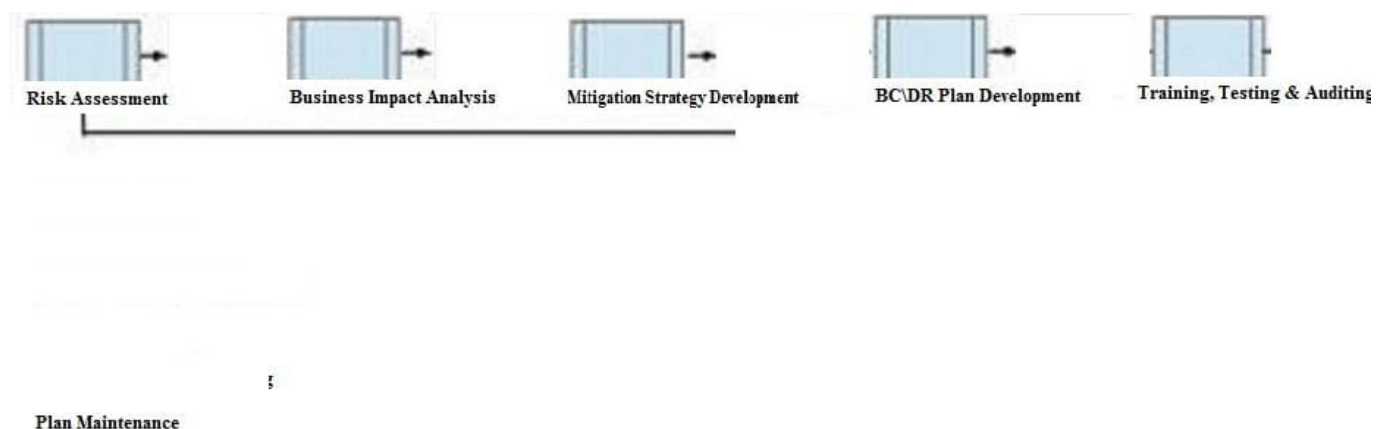 Risk Assessment
Business Impact Analysis
Mitigation Strategy Development
BC\DR Plan Development
Training, Testing & Auditing
g
Plan Maintenance